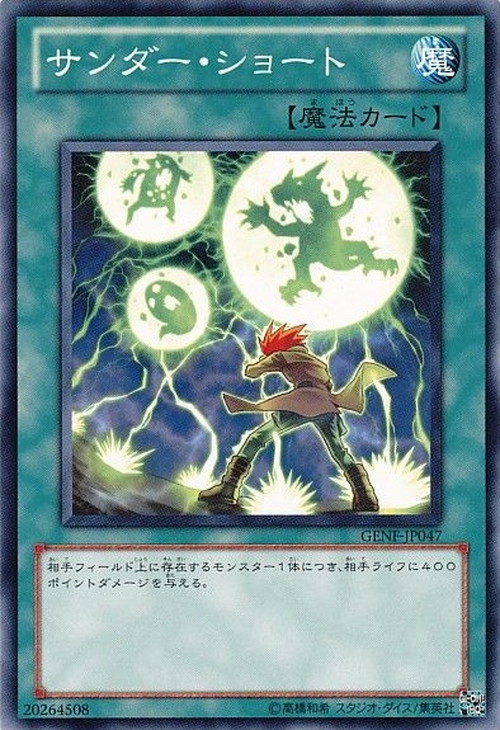 サンダー・ショート
魔
【魔法カード】
GENF-JP047
相手フィールド上に存在するモンスター1体につき、相手ライフに400
ポイントダメージを与える。
20264508
©高橋和希 スタジオ・ダイス/集英社